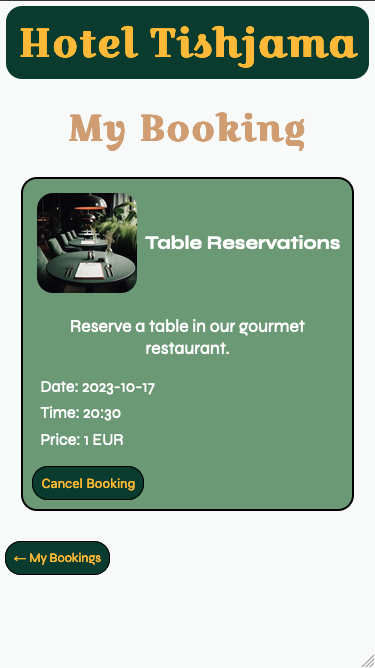 Hotel Tishjama
My Booking
Table Reservations
Reserve a table in our gourmet
restaurant.
Date: 2023-10-17
Time: 20:30
Price: 1 EUR
Cancel Booking
← My Bookings